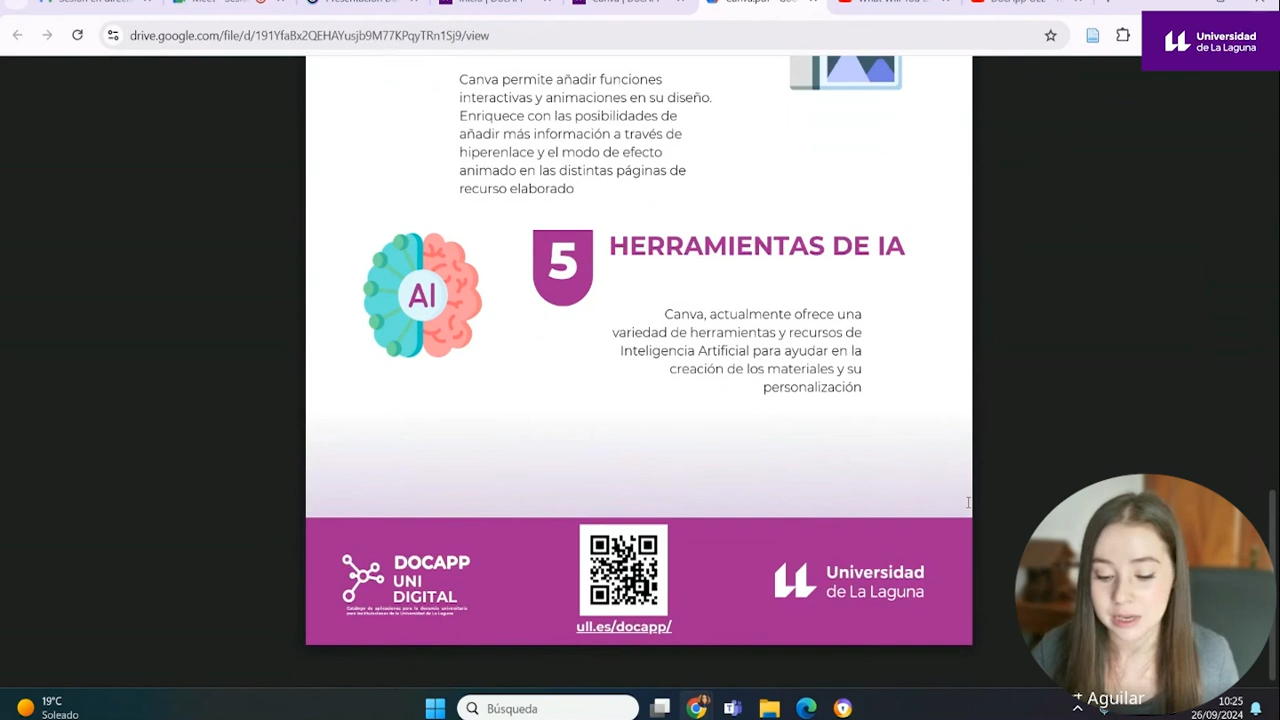 drive.google.com/file/d/191YfaBx2QEHAYusjb9M77KPqyTRn1Sj9/view
Universidad
de La Laguna
Canva permite añadir funciones
interactivas y animaciones en su diseño.
Enriquece con las posibilidades de
añadir más información a través de
hiperenlace y el modo de efecto
animado en las distintas páginas de
recurso elaborado
AI
5
HERRAMIENTAS DE IA
Canva, actualmente ofrece una
variedad de herramientas y recursos de
Inteligencia Artificial para ayudar en la
creación de los materiales y su
personalización
DOCAPP
UNI
DIGITAL
ull.es/docapp/
Universidad
de La Laguna
Aguilar
19°C
Soleado
Búsqueda
10:25
26/09/2024